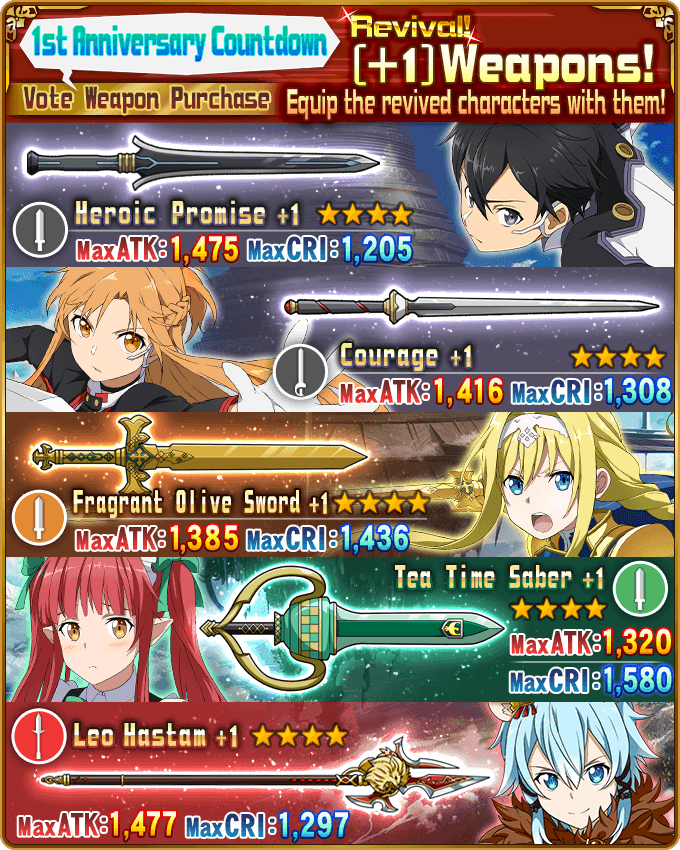 1st Anniversary Countdown
Revival!
[+1] Weapons!
Vote Weapon Purchase
Equip the revived characters with them!
Heroic Promise +1 ★★★★
MaxATK:1,475 MaxCRI:1,205
Courage +1 ★★★★
MaxATK:1,416 MaxCRI:1,308
Fragrant Olive Sword +1 ★★★★
MaxATK:1,385 MaxCRI:1,436
Tea Time Saber +1
★★★★
MaxATK:1,320
MaxCRI:1,580
Leo Hastam +1 ★★★★
MaxATK:1,477 MaxCRI:1,297